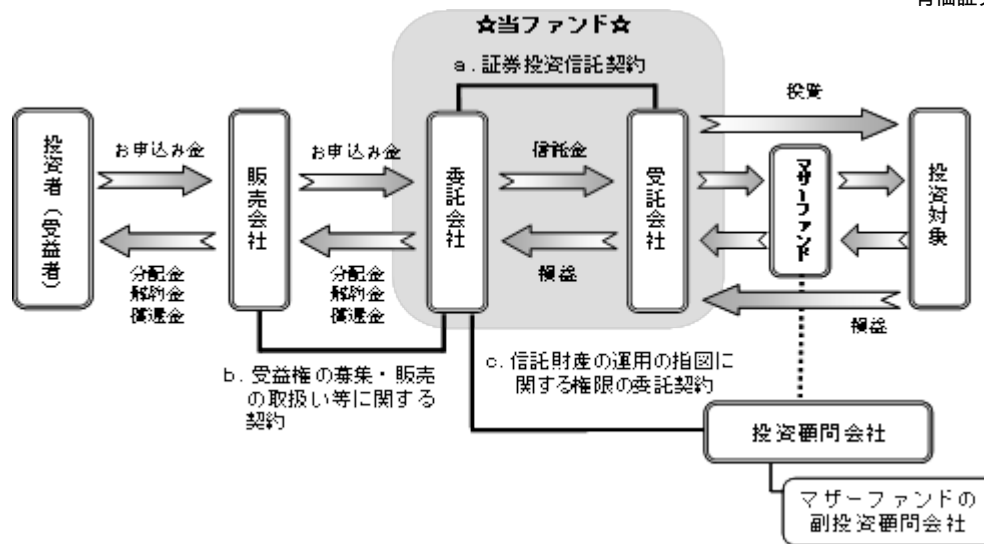 ☆当ファンド☆
a．証券投資信託契約
投資者（受益者）
お申込み金
販売会社
お申込み金
委託会社
信託金
受託会社
投資
マザーファンド
投資対象
分配金
解約金
償還金
分配金
解約金
償還金
損益
損益
b．受益権の募集・販売
の取扱い等に関する
契約
c．信託財産の運用の指図に
関する権限の委託契約
投資顧問会社
マザーファンドの
副投資顧問会社